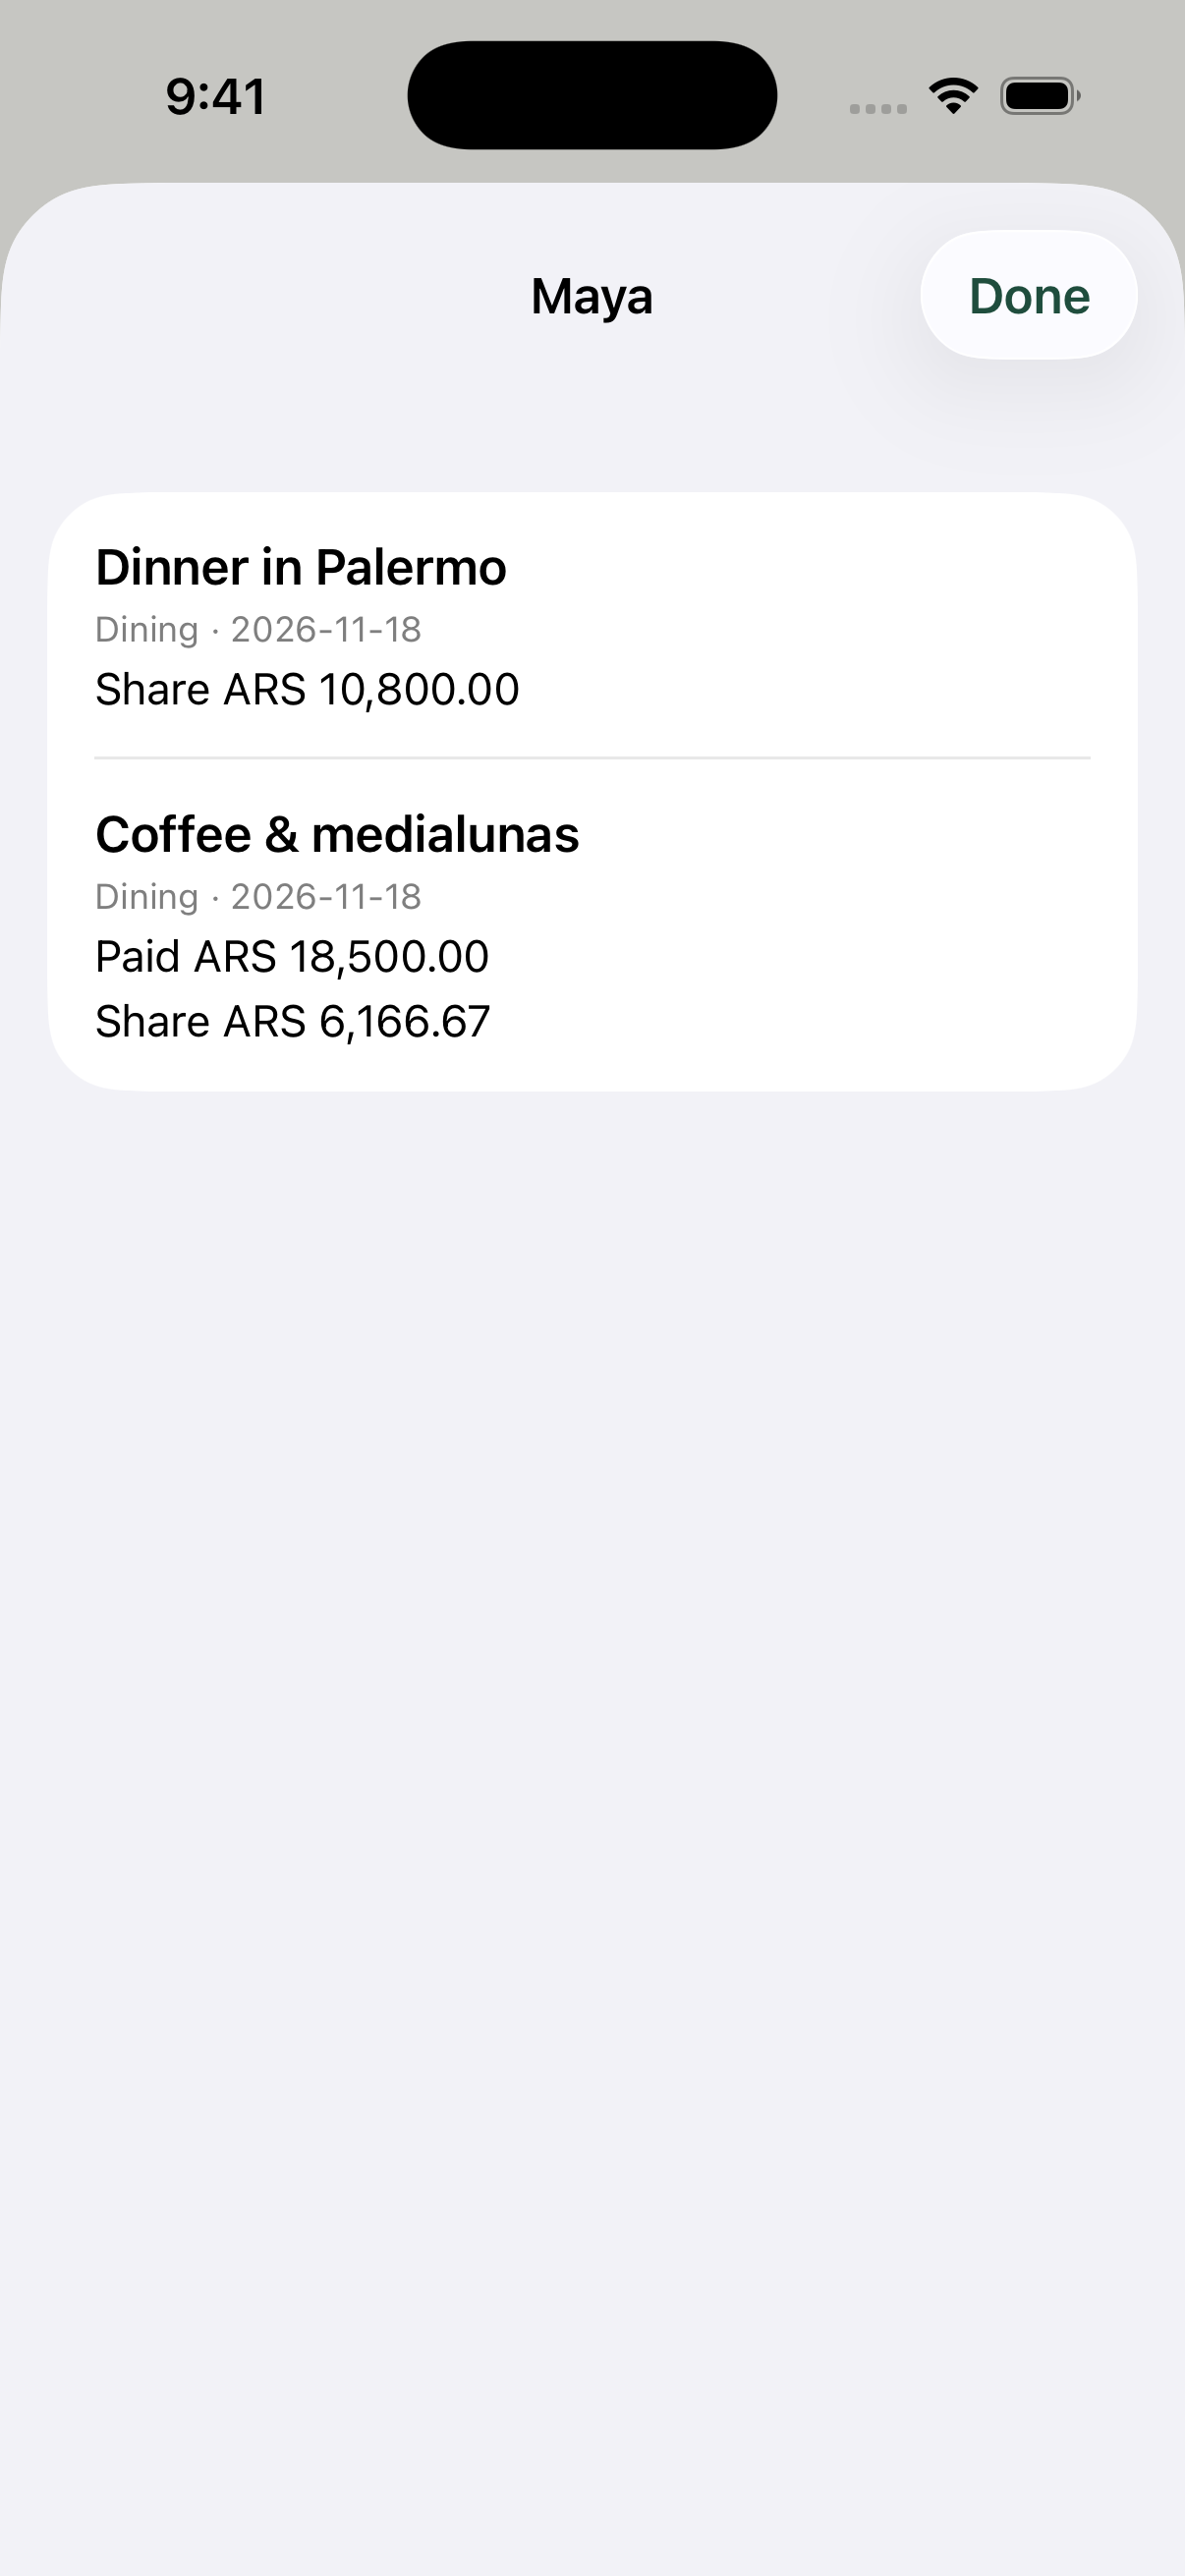 9:41
Maya
Done
Dinner in Palermo
Dining · 2026-11-18
Share ARS 10,800.00
Coffee & medialunas
Dining · 2026-11-18
Paid ARS 18,500.00
Share ARS 6,166.67